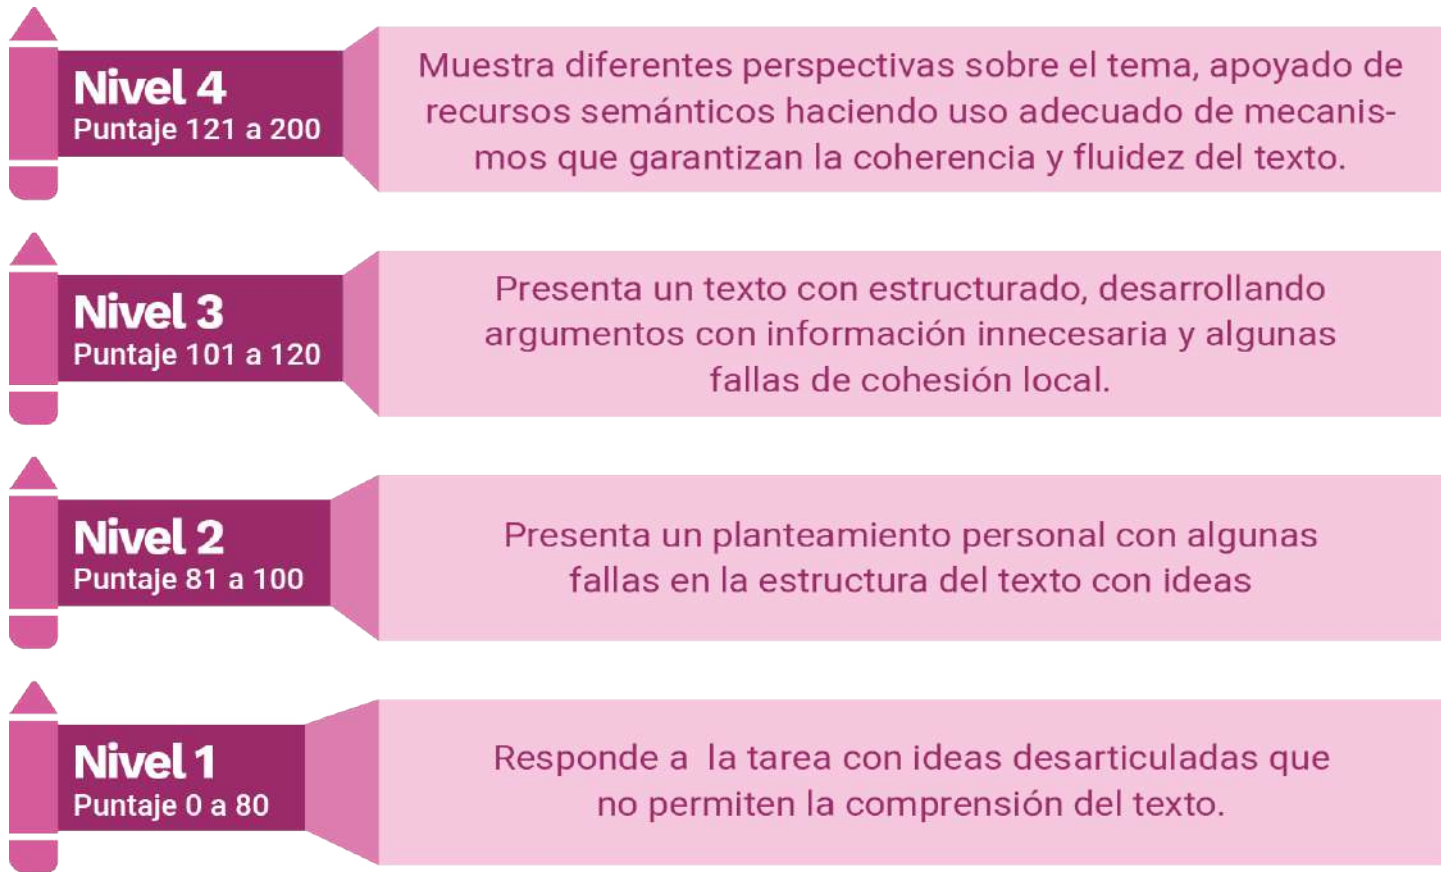 Nivel 4
Puntaje 121 a 200
Muestra diferentes perspectivas sobre el tema, apoyado de
recursos semánticos haciendo uso adecuado de mecanis-
mos que garantizan la coherencia y fluidez del texto.
Nivel 3
Puntaje 101 a 120
Presenta un texto con estructurado, desarrollando
argumentos con información innecesaria y algunas
fallas de cohesión local.
Nivel 2
Puntaje 81 a 100
Presenta un planteamiento personal con algunas
fallas en la estructura del texto con ideas
Nivel 1
Puntaje 0 a 80
Responde a  la tarea con ideas desarticuladas que
no permiten la comprensión del texto.